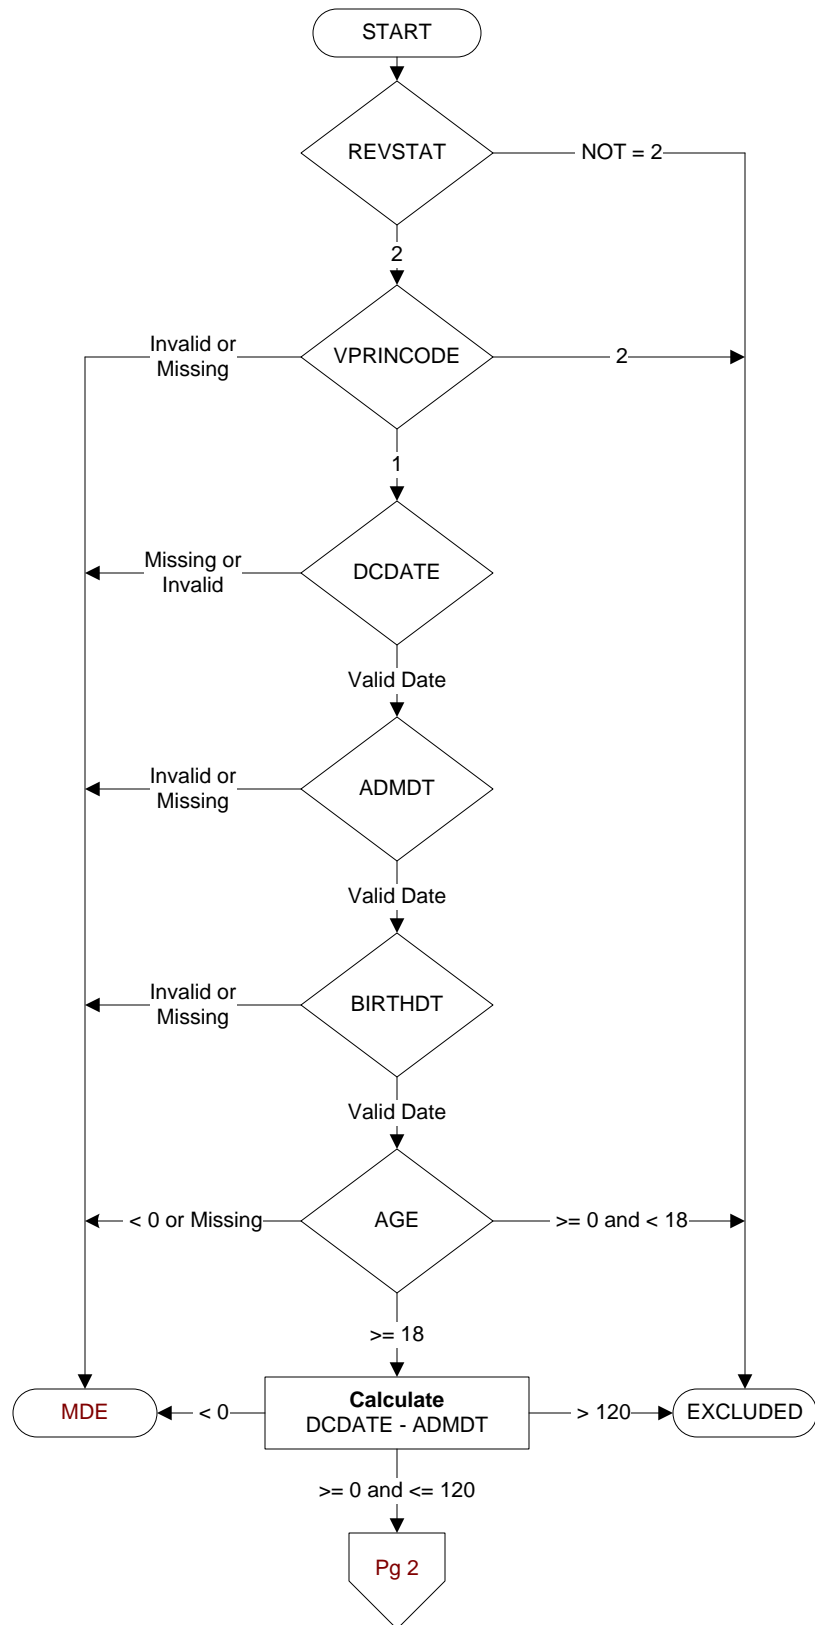 START
REVSTAT
NOT = 2
2
Invalid or
Missing
VPRINCODE
2
1
Missing or
Invalid
DCDATE
Valid Date
Invalid or
Missing
ADMDT
Valid Date
Invalid or
Missing
BIRTHDT
Valid Date
< 0 or Missing
AGE
>= 0 and < 18
>= 18
MDE
< 0
Calculate
DCDATE - ADMDT
> 120
EXCLUDED
>= 0 and <= 120
Pg 2